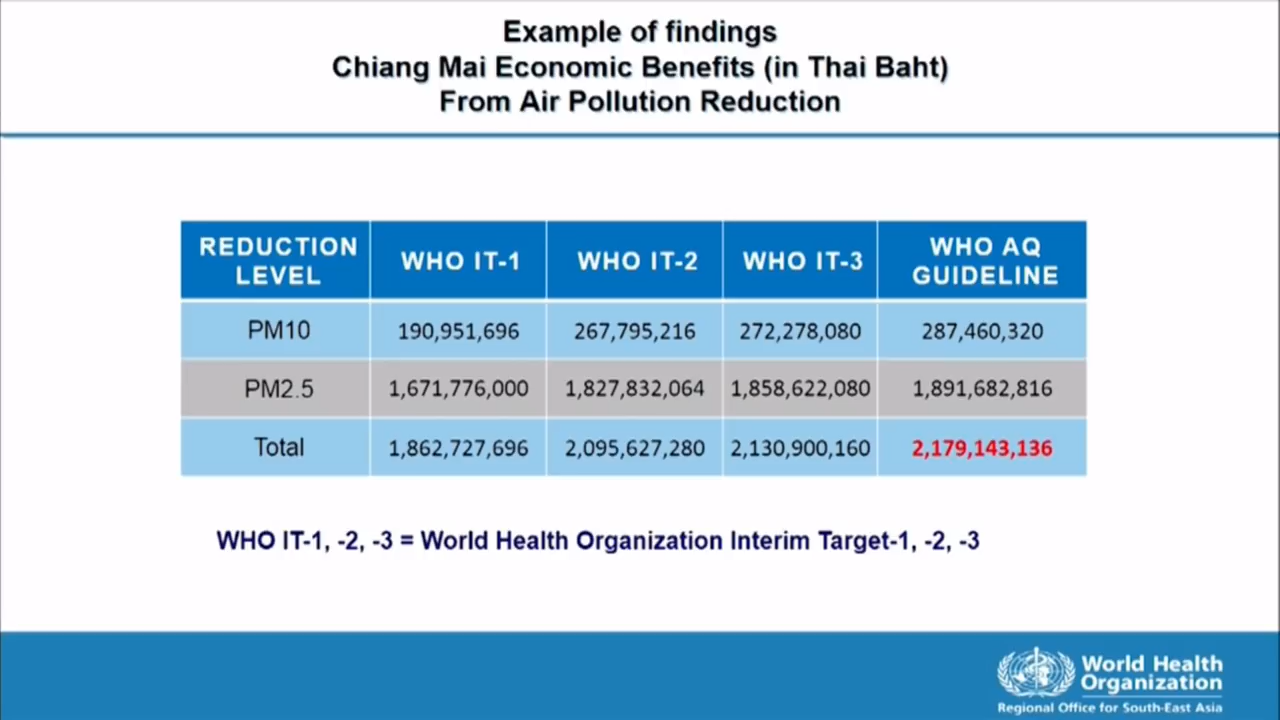 Example of findings
Chiang Mai Economic Benefits (in Thai Baht)
From Air Pollution Reduction
REDUCTION LEVEL WHO IT-1 WHO IT-2 WHO IT-3 WHO AQ GUIDELINE
PM10 190,951,696 267,795,216 272,278,080 287,460,320
PM2.5 1,671,776,000 1,827,832,064 1,858,622,080 1,891,682,816
Total 1,862,727,696 2,095,627,280 2,130,900,160 2,179,143,136
WHO IT-1, -2, -3 = World Health Organization Interim Target-1, -2, -3
World Health
Organization
Regional Office for South-East Asia